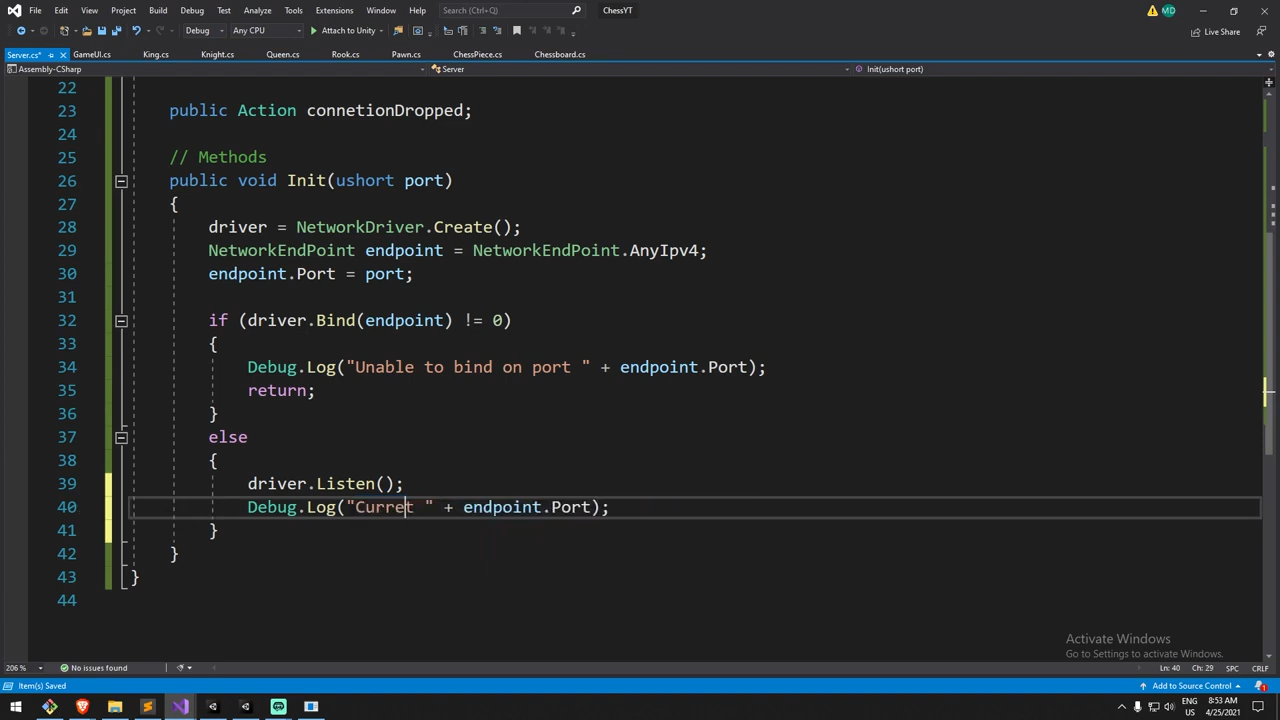 File Edit View Project Build Debug Test Analyze Tools Extensions Window Help Search (Ctrl+Q) ChessYT MD
Debug Any CPU Attach to Unity Live Share
Server.cs* GameUI.cs King.cs Knight.cs Queen.cs Rook.cs Pawn.cs ChessPiece.cs Chessboard.cs
Assembly-CSharp Server Init(ushort port)
22
23 public Action connetionDropped;
24
25 // Methods
26 public void Init(ushort port)
27 {
28 driver = NetworkDriver.Create();
29 NetworkEndPoint endpoint = NetworkEndPoint.AnyIpv4;
30 endpoint.Port = port;
31
32 if (driver.Bind(endpoint) != 0)
33 {
34 Debug.Log("Unable to bind on port " + endpoint.Port);
35 return;
36 }
37 else
38 {
39 driver.Listen();
40 Debug.Log("Curret " + endpoint.Port);
41 }
42 }
43 }
44
Activate Windows
Go to Settings to activate Windows.
206 % No issues found Ln: 40 Ch: 29 SPC CRLF
Item(s) Saved Add to Source Control 1
ENG 8:53 AM
US 4/25/2021